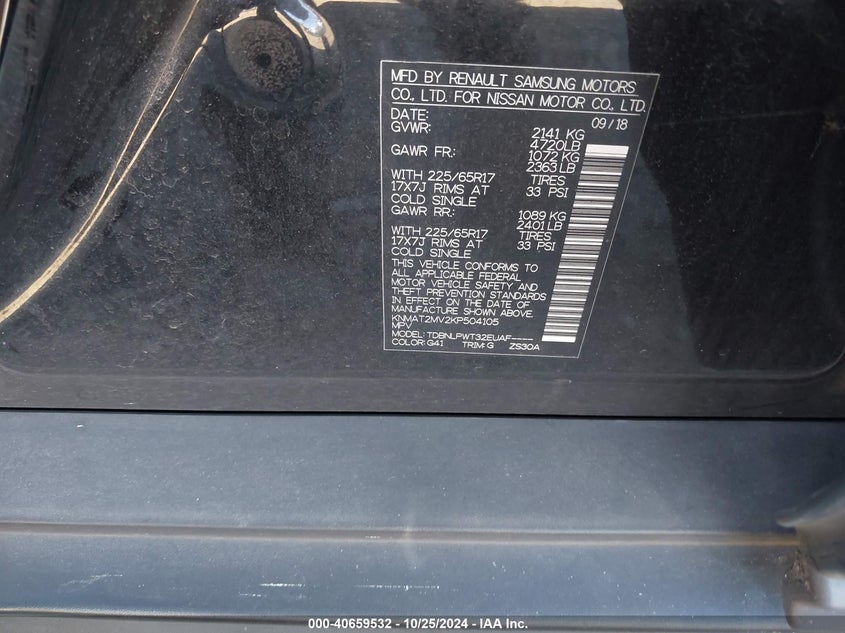 MFD BY RENAULT SAMSUNG MOTORS
CO., LTD. FOR NISSAN MOTOR CO., LTD.
DATE: 09/18
GVWR: 2141 KG
4720LB
GAWR FR: 1072 KG
2363 LB
WITH 225/65R17 TIRES
17X7J RIMS AT 33 PSI
COLD SINGLE
GAWR RR: 1089 KG
2401 LB
WITH 225/65R17 TIRES
17X7J RIMS AT 33 PSI
COLD SINGLE
THIS VEHICLE CONFORMS TO
ALL APPLICABLE FEDERAL
MOTOR VEHICLE SAFETY AND
THEFT PREVENTION STANDARDS
IN EFFECT ON THE DATE OF
MANUFACTURE SHOWN ABOVE.
KNMAT2MV2KP504105
MPV
MODEL: TDBNLPWT32EUAF----
COLOR: G41 TRIM: G ZS30A
000-40659532 - 10/25/2024 - IAA Inc.